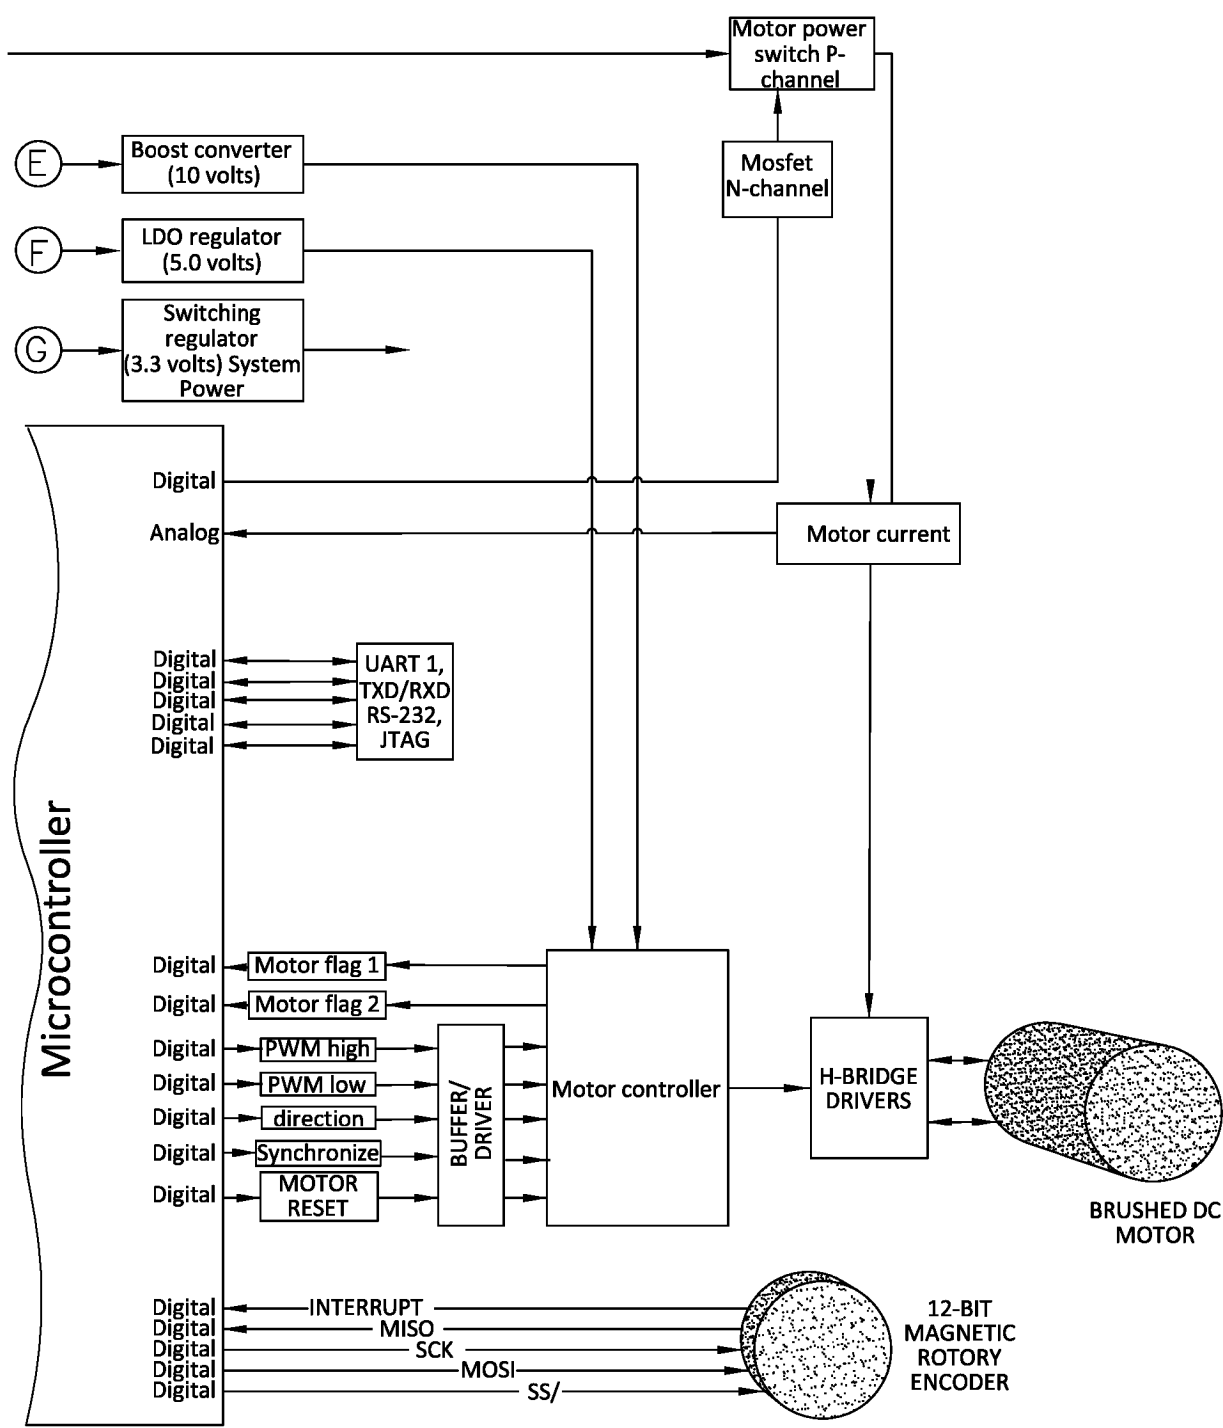 Motor power
switch P-
channel
E
Boost converter
(10 volts)
Mosfet
N-channel
F
LDO regulator
(5.0 volts)
G
Switching
regulator
(3.3 volts) System
Power
Digital
Analog
Motor current
Digital
Digital
Digital
Digital
Digital
UART 1,
TXD/RXD
RS-232,
JTAG
Microcontroller
Digital
Motor flag 1
Digital
Motor flag 2
Digital
PWM high
Digital
PWM low
Digital
direction
Digital
Synchronize
Digital
MOTOR
RESET
BUFFER/
DRIVER
Motor controller
H-BRIDGE
DRIVERS
BRUSHED DC
MOTOR
Digital INTERRUPT
Digital MISO
Digital SCK
Digital MOSI
Digital SS/
12-BIT
MAGNETIC
ROTORY
ENCODER